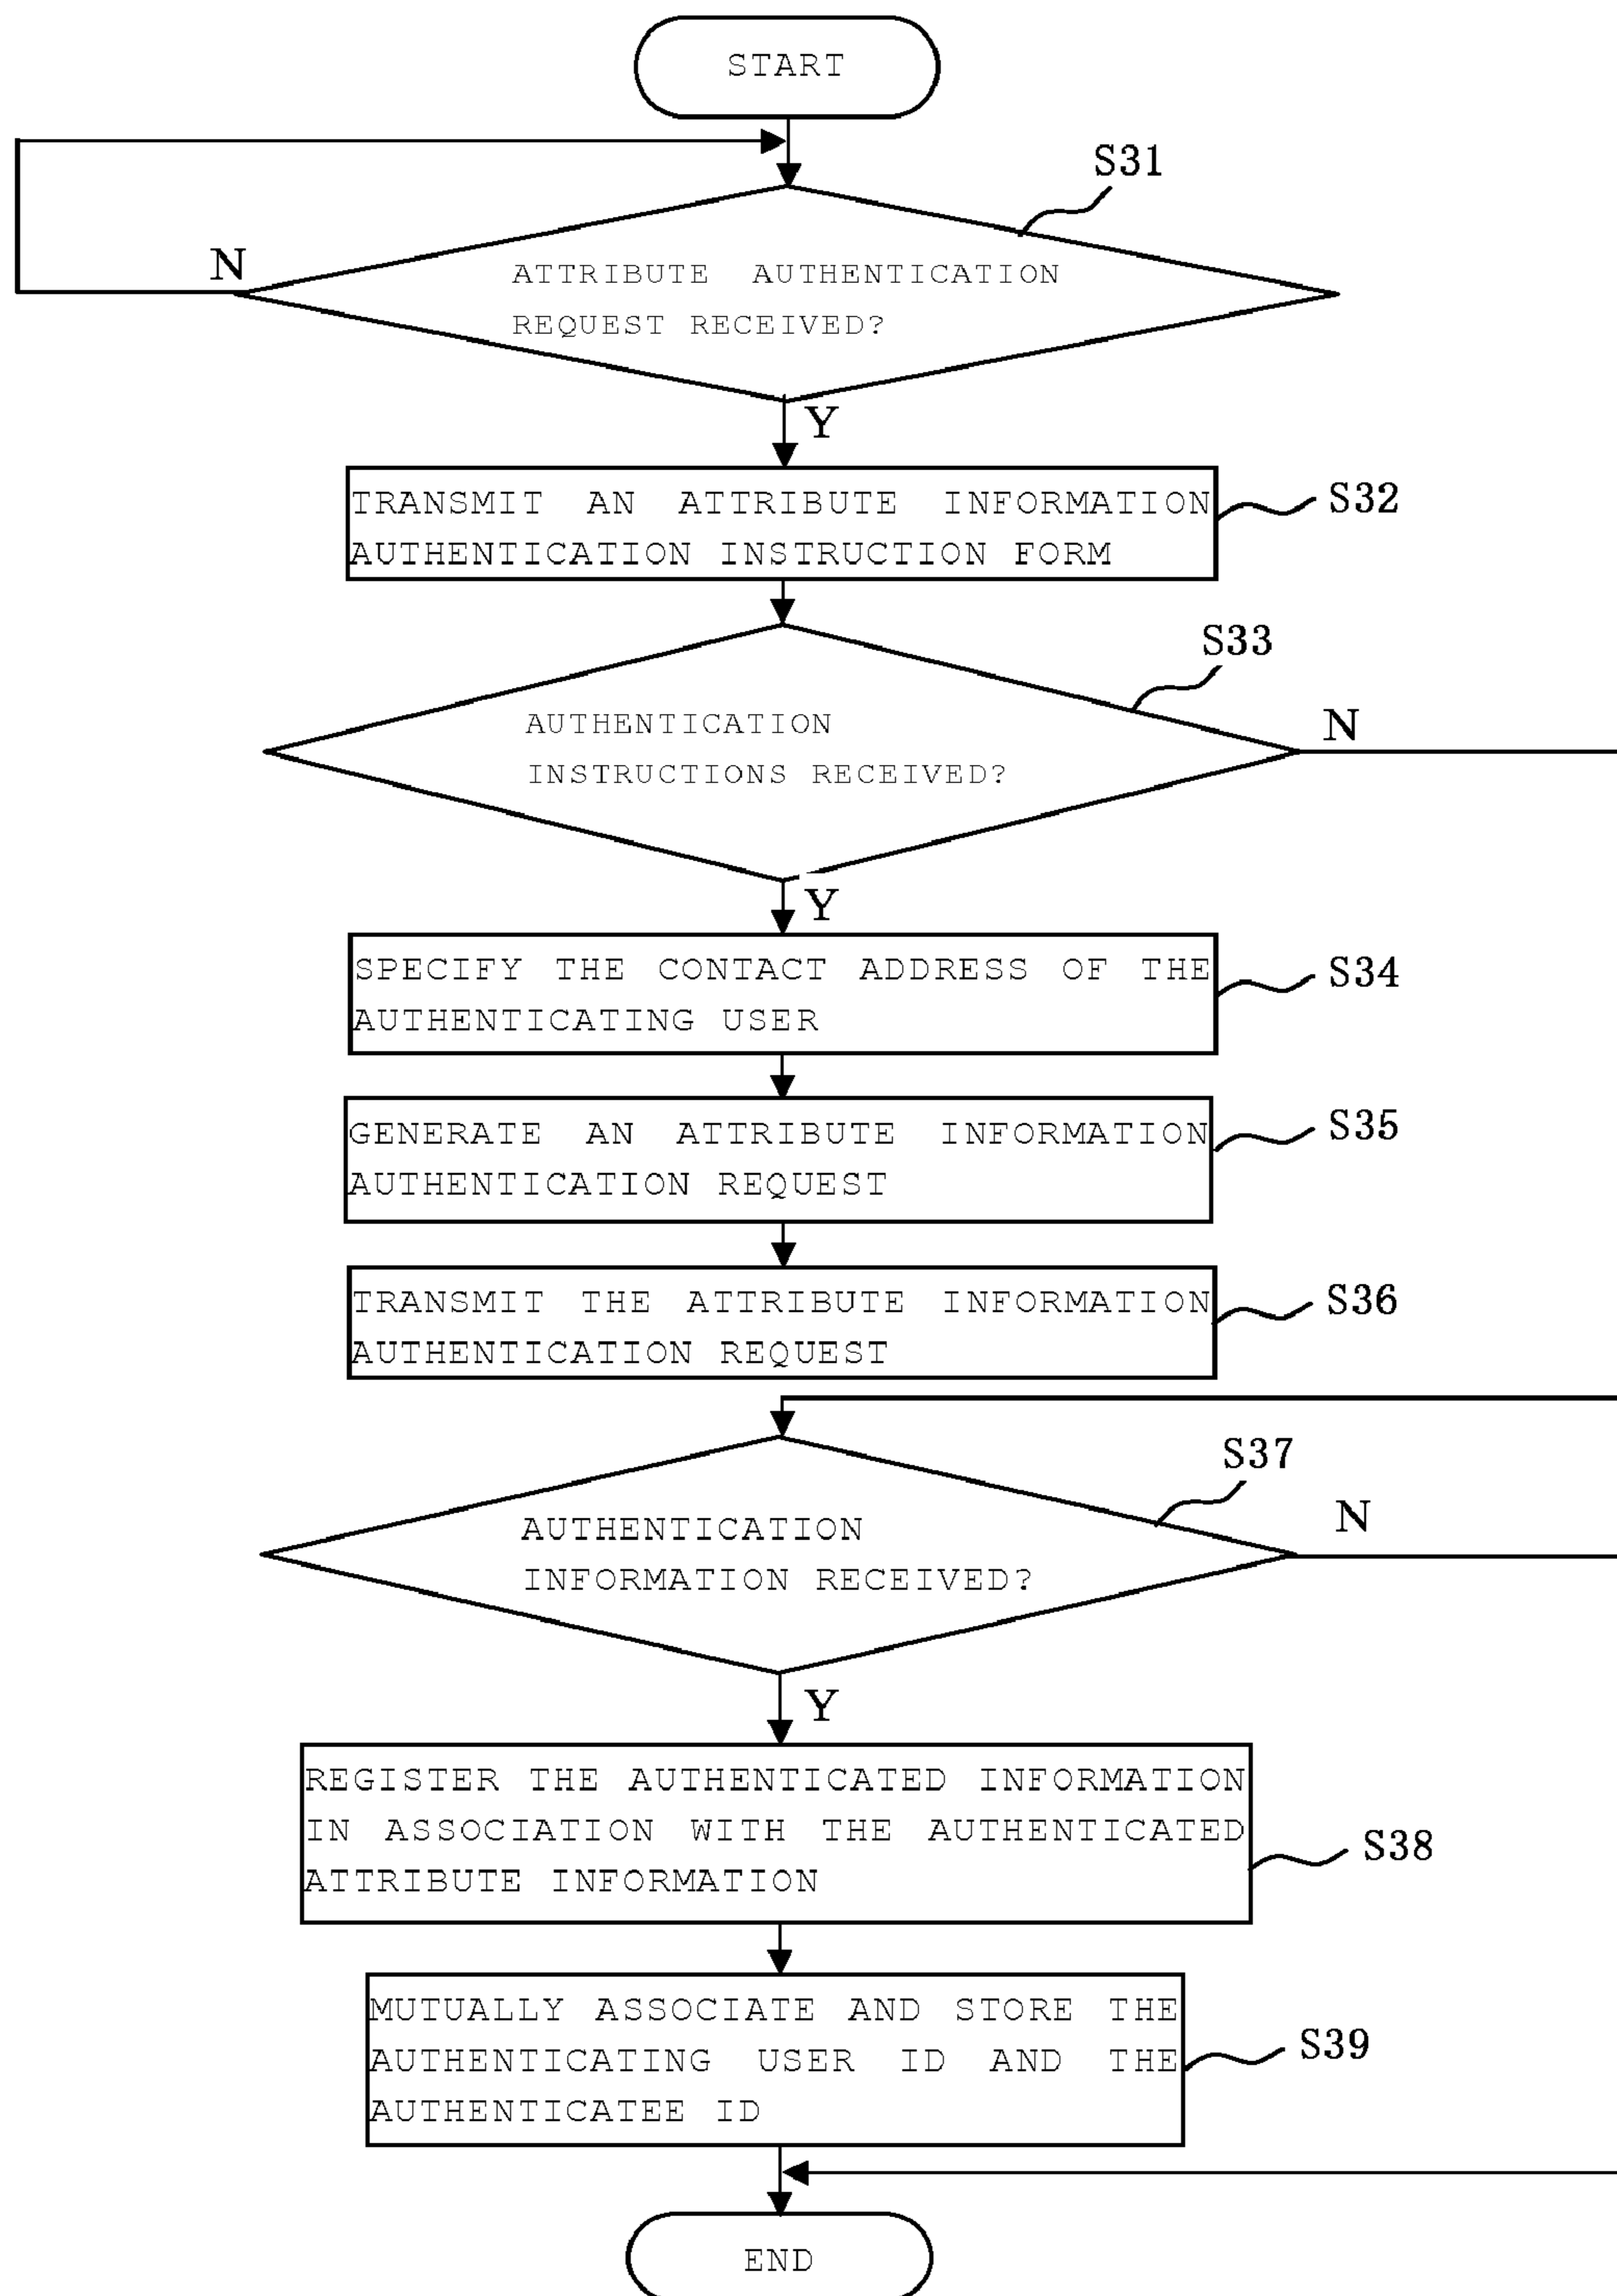 START
S31
N
ATTRIBUTE AUTHENTICATION
REQUEST RECEIVED?
Y
TRANSMIT AN ATTRIBUTE INFORMATION
AUTHENTICATION INSTRUCTION FORM
S32
S33
AUTHENTICATION
INSTRUCTIONS RECEIVED?
N
Y
SPECIFY THE CONTACT ADDRESS OF THE
AUTHENTICATING USER
S34
GENERATE AN ATTRIBUTE INFORMATION
AUTHENTICATION REQUEST
S35
TRANSMIT THE ATTRIBUTE INFORMATION
AUTHENTICATION REQUEST
S36
S37
AUTHENTICATION
INFORMATION RECEIVED?
N
Y
REGISTER THE AUTHENTICATED INFORMATION
IN ASSOCIATION WITH THE AUTHENTICATED
ATTRIBUTE INFORMATION
S38
MUTUALLY ASSOCIATE AND STORE THE
AUTHENTICATING USER ID AND THE
AUTHENTICATEE ID
S39
END